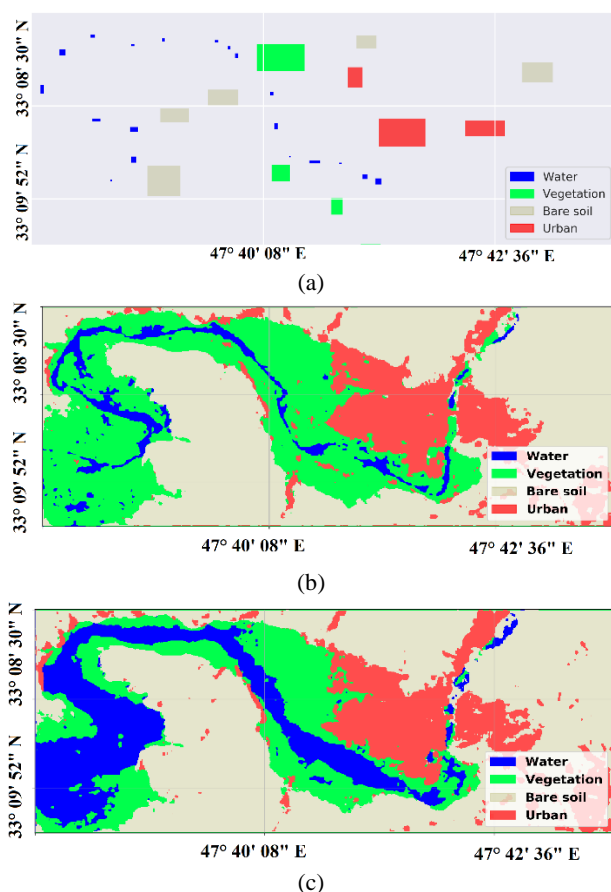 33° 08' 30" N
33° 09' 52" N
Water
Vegetation
Bare soil
Urban
47° 40' 08" E
47° 42' 36" E
(a)
33° 08' 30" N
33° 09' 52" N
Water
Vegetation
Bare soil
Urban
47° 40' 08" E
47° 42' 36" E
(b)
33° 08' 30" N
33° 09' 52" N
Water
Vegetation
Bare soil
Urban
47° 40' 08" E
47° 42' 36" E
(c)